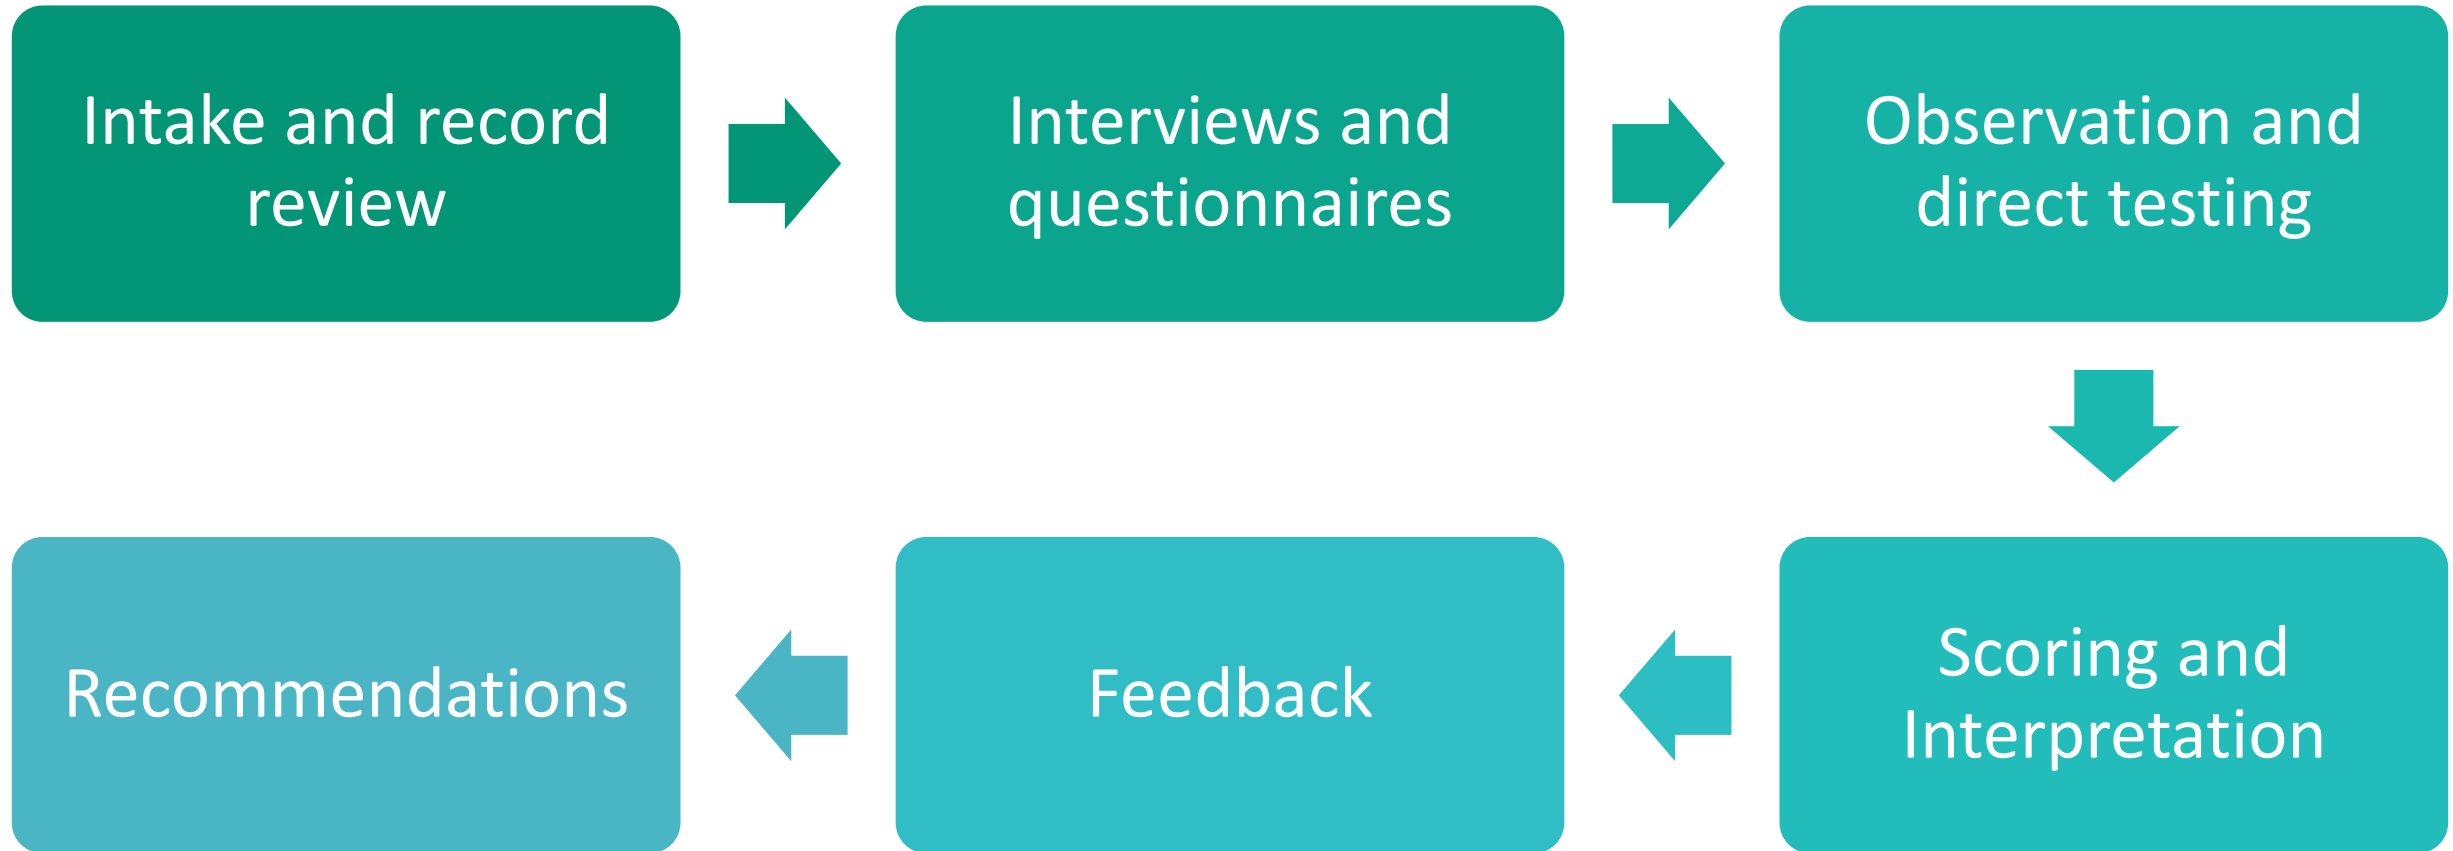 Intake and record
review
Interviews and
questionnaires
Observation and
direct testing
Scoring and
Interpretation
Feedback
Recommendations